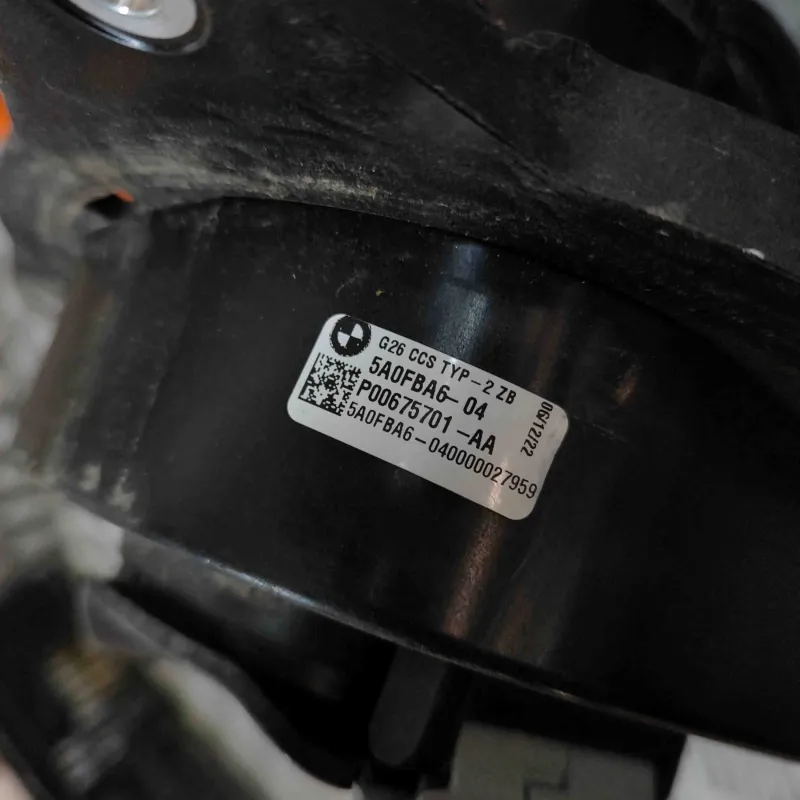 G26 CCS TYP-2 ZB
5A0FBA6-04
P00675701-AA
5A0FBA6-040000027959
06/12/22